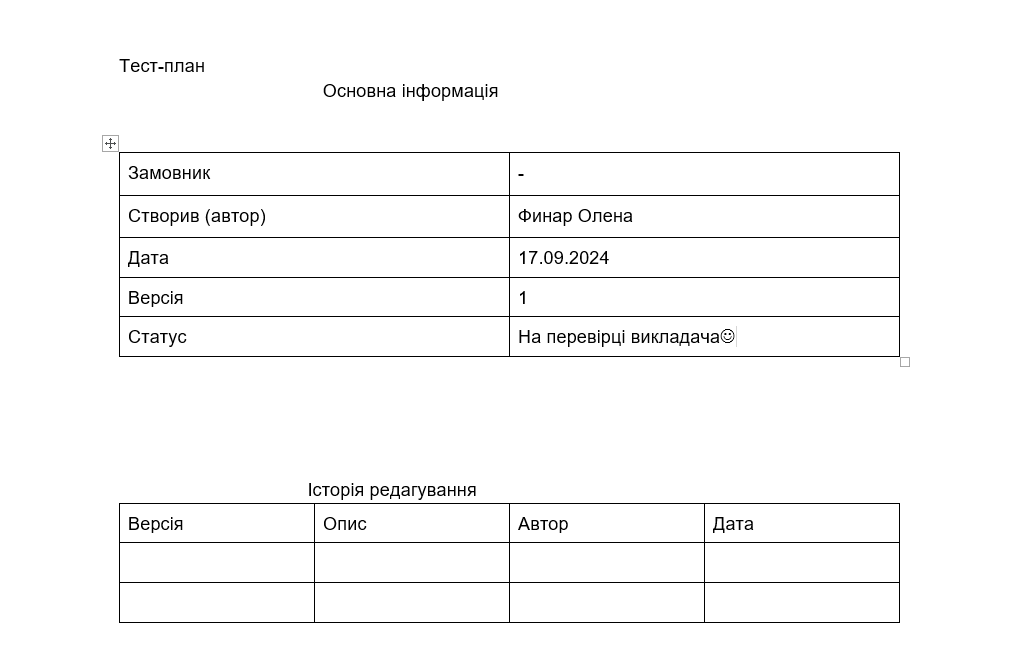 Тест-план
Основна інформація
Замовник -
Створив (автор) Финар Олена
Дата 17.09.2024
Версія 1
Статус На перевірці викладача☺
Історія редагування
Версія Опис Автор Дата